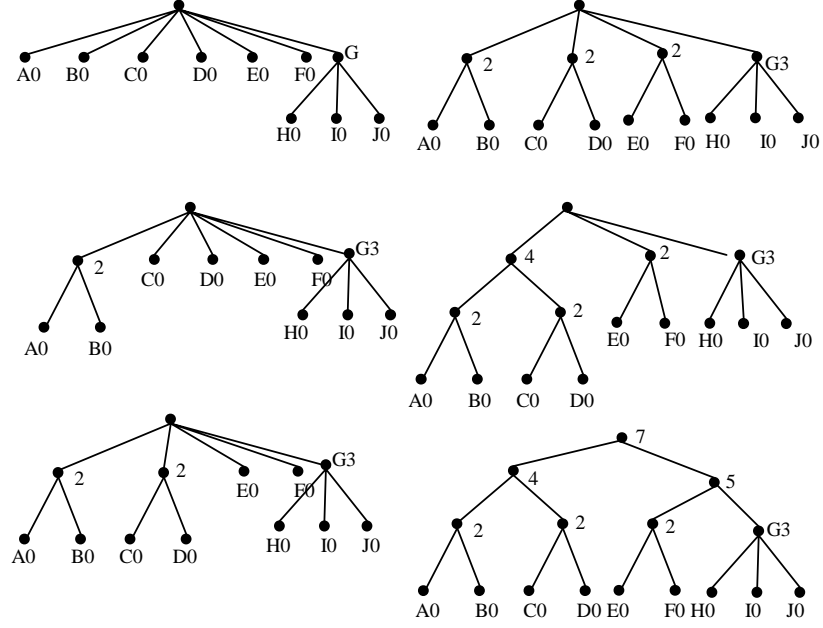 G
A0 B0 C0 D0 E0 F0
H0 I0 J0
2 2 2 G3
A0 B0 C0 D0 E0 F0 H0 I0 J0
G3
2 C0 D0 E0 F0
H0 I0 J0
A0 B0
4 2 G3
2 2 E0 F0 H0 I0 J0
A0 B0 C0 D0
2 2 G3
E0 F0
A0 B0 C0 D0 H0 I0 J0
7
4 5
2 2 2 G3
A0 B0 C0 D0 E0 F0 H0 I0 J0